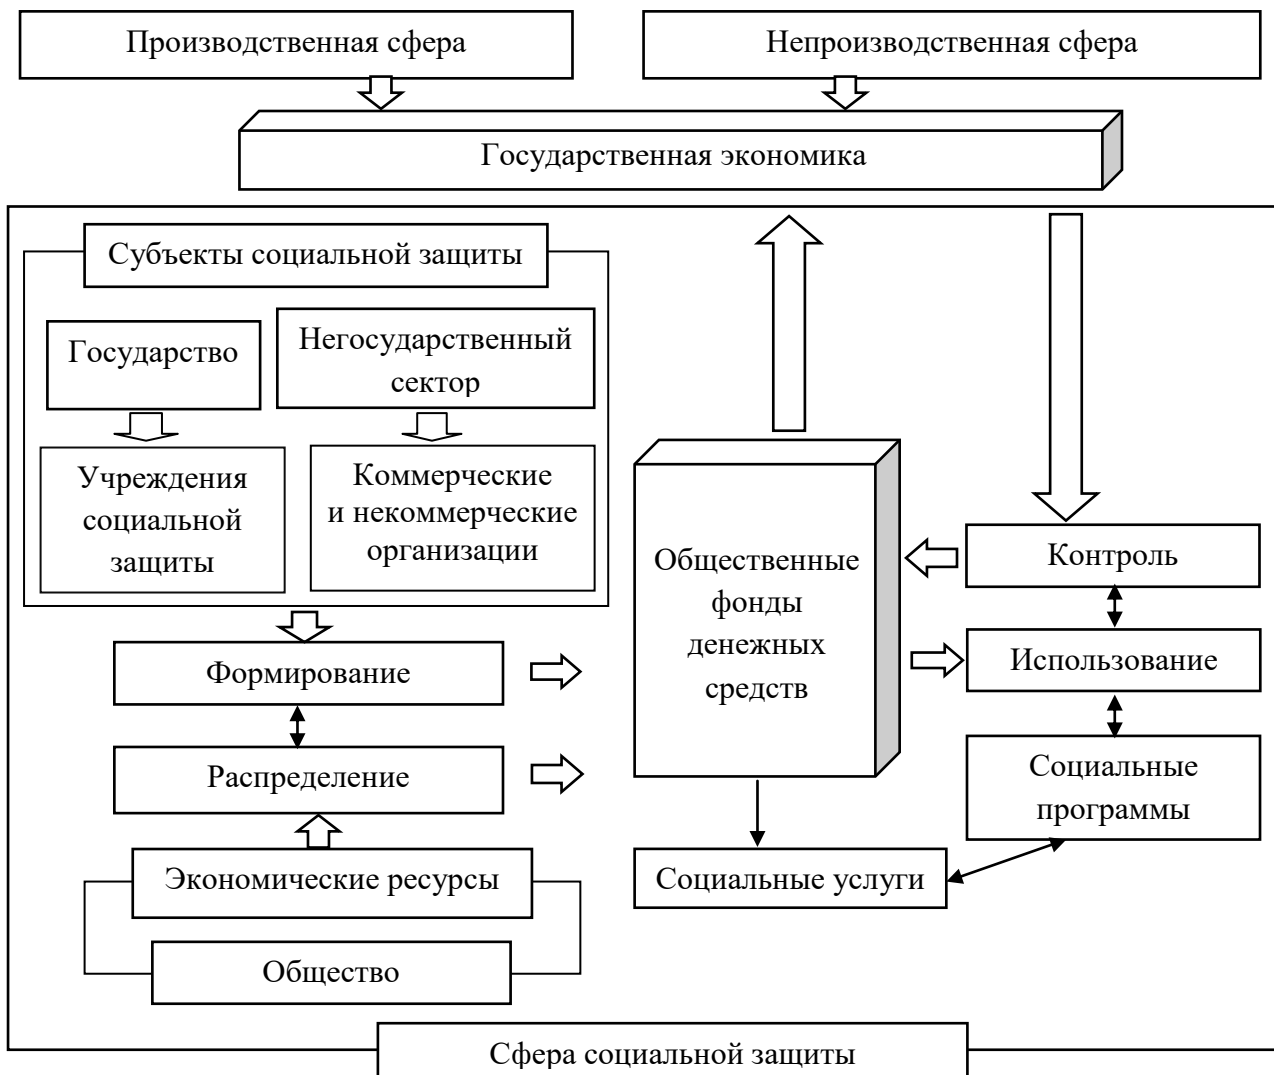 Производственная сфера
Непроизводственная сфера
Государственная экономика
Субъекты социальной защиты
Государство
Негосударственный
сектор
Учреждения
социальной
защиты
Коммерческие
и некоммерческие
организации
Формирование
Распределение
Экономические ресурсы
Общество
Общественные
фонды
денежных
средств
Контроль
Использование
Социальные
программы
Социальные услуги
Сфера социальной защиты